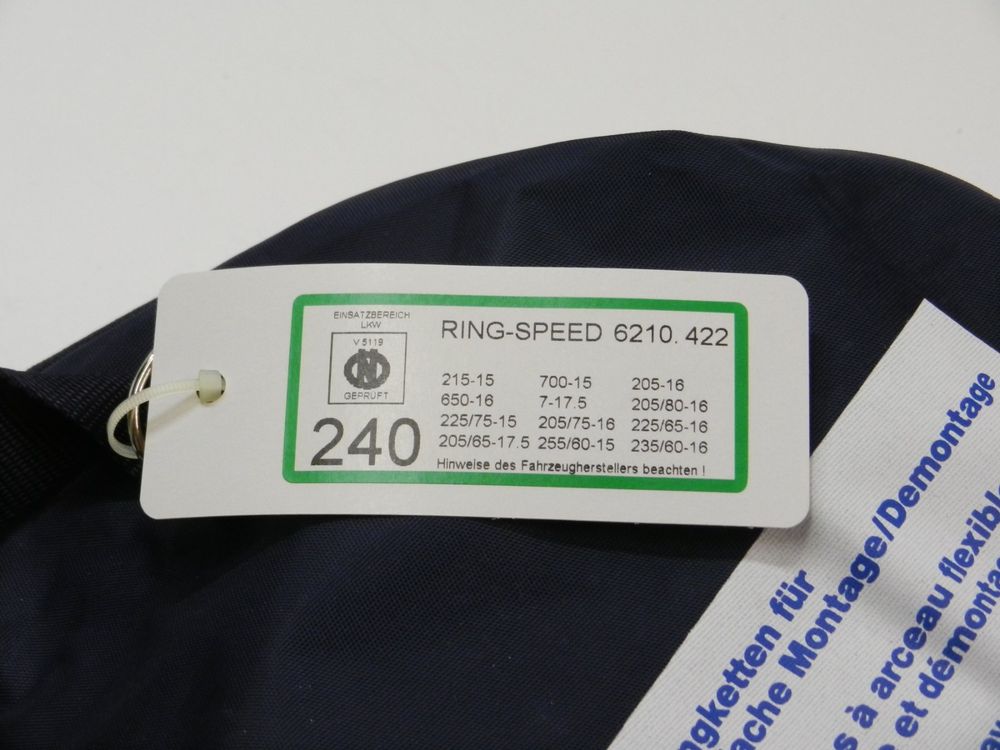 EINSATZBEREICH
LKW
V 5119
GEPRÜFT
240
RING-SPEED 6210. 422
215-15 700-15 205-16
650-16 7-17.5 205/80-16
225/75-15 205/75-16 225/65-16
205/65-17.5 255/60-15 235/60-16
Hinweise des Fahrzeugherstellers beachten !
gketten für
ache Montage/Demontage
à arceau flexible
et démonta